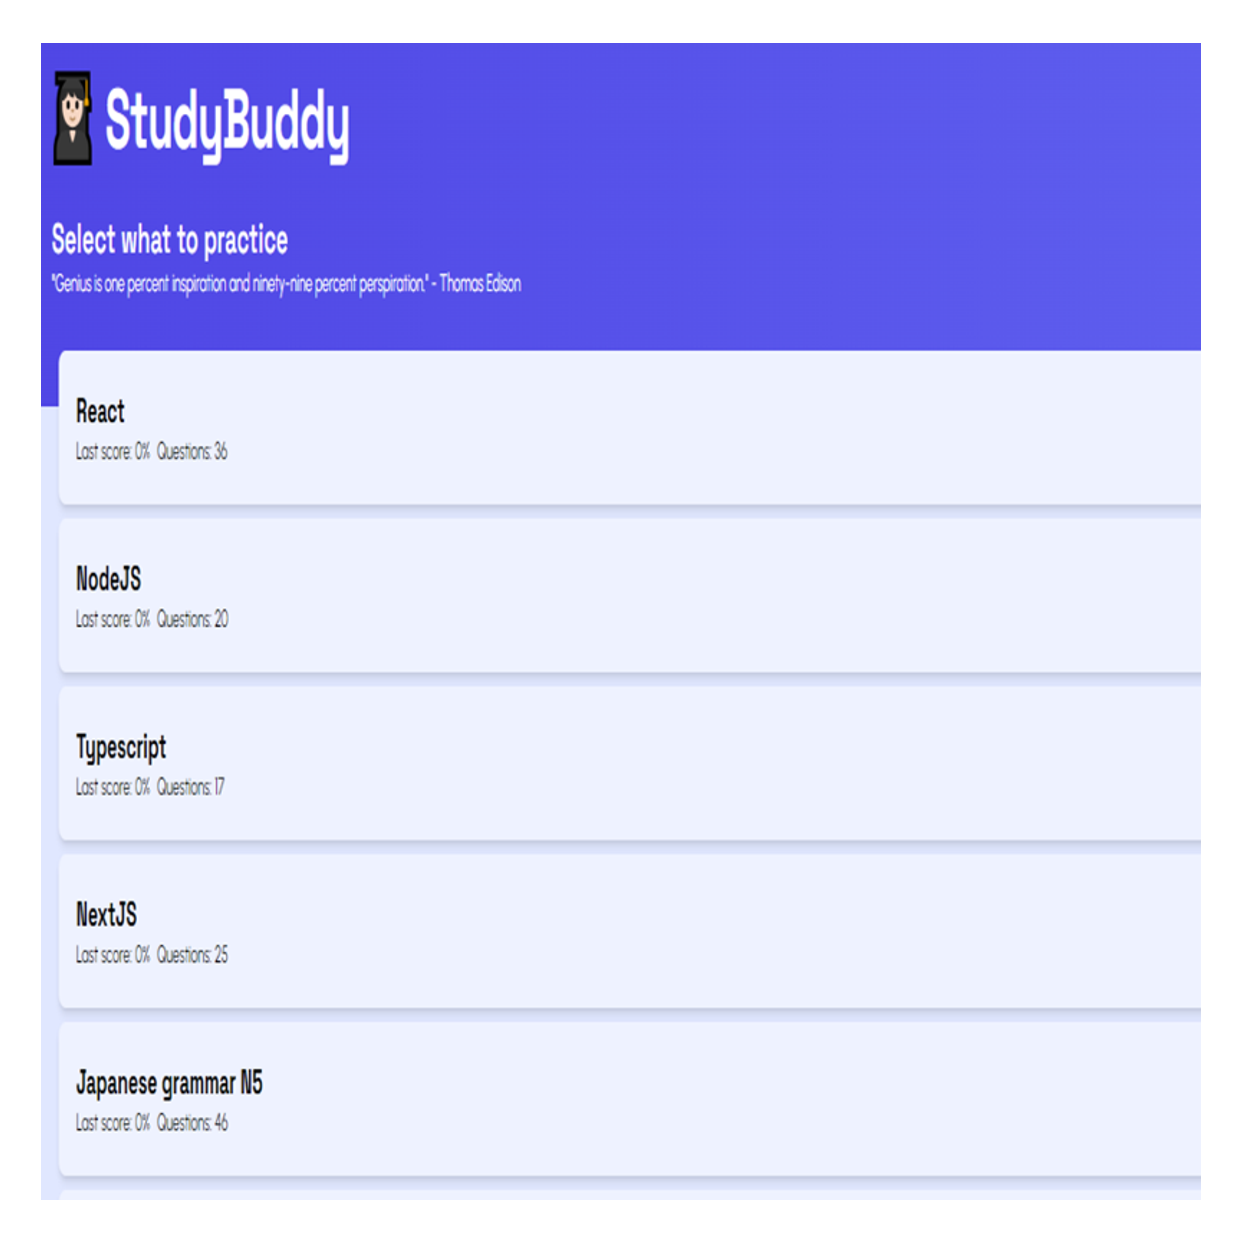 StudyBuddy
Select what to practice
"Genius is one percent inspiration and ninety-nine percent perspiration." - Thomas Edison
React
Last score: 0% Questions: 36
NodeJS
Last score: 0% Questions: 20
Typescript
Last score: 0% Questions: 17
NextJS
Last score: 0% Questions: 25
Japanese grammar N5
Last score: 0% Questions: 46